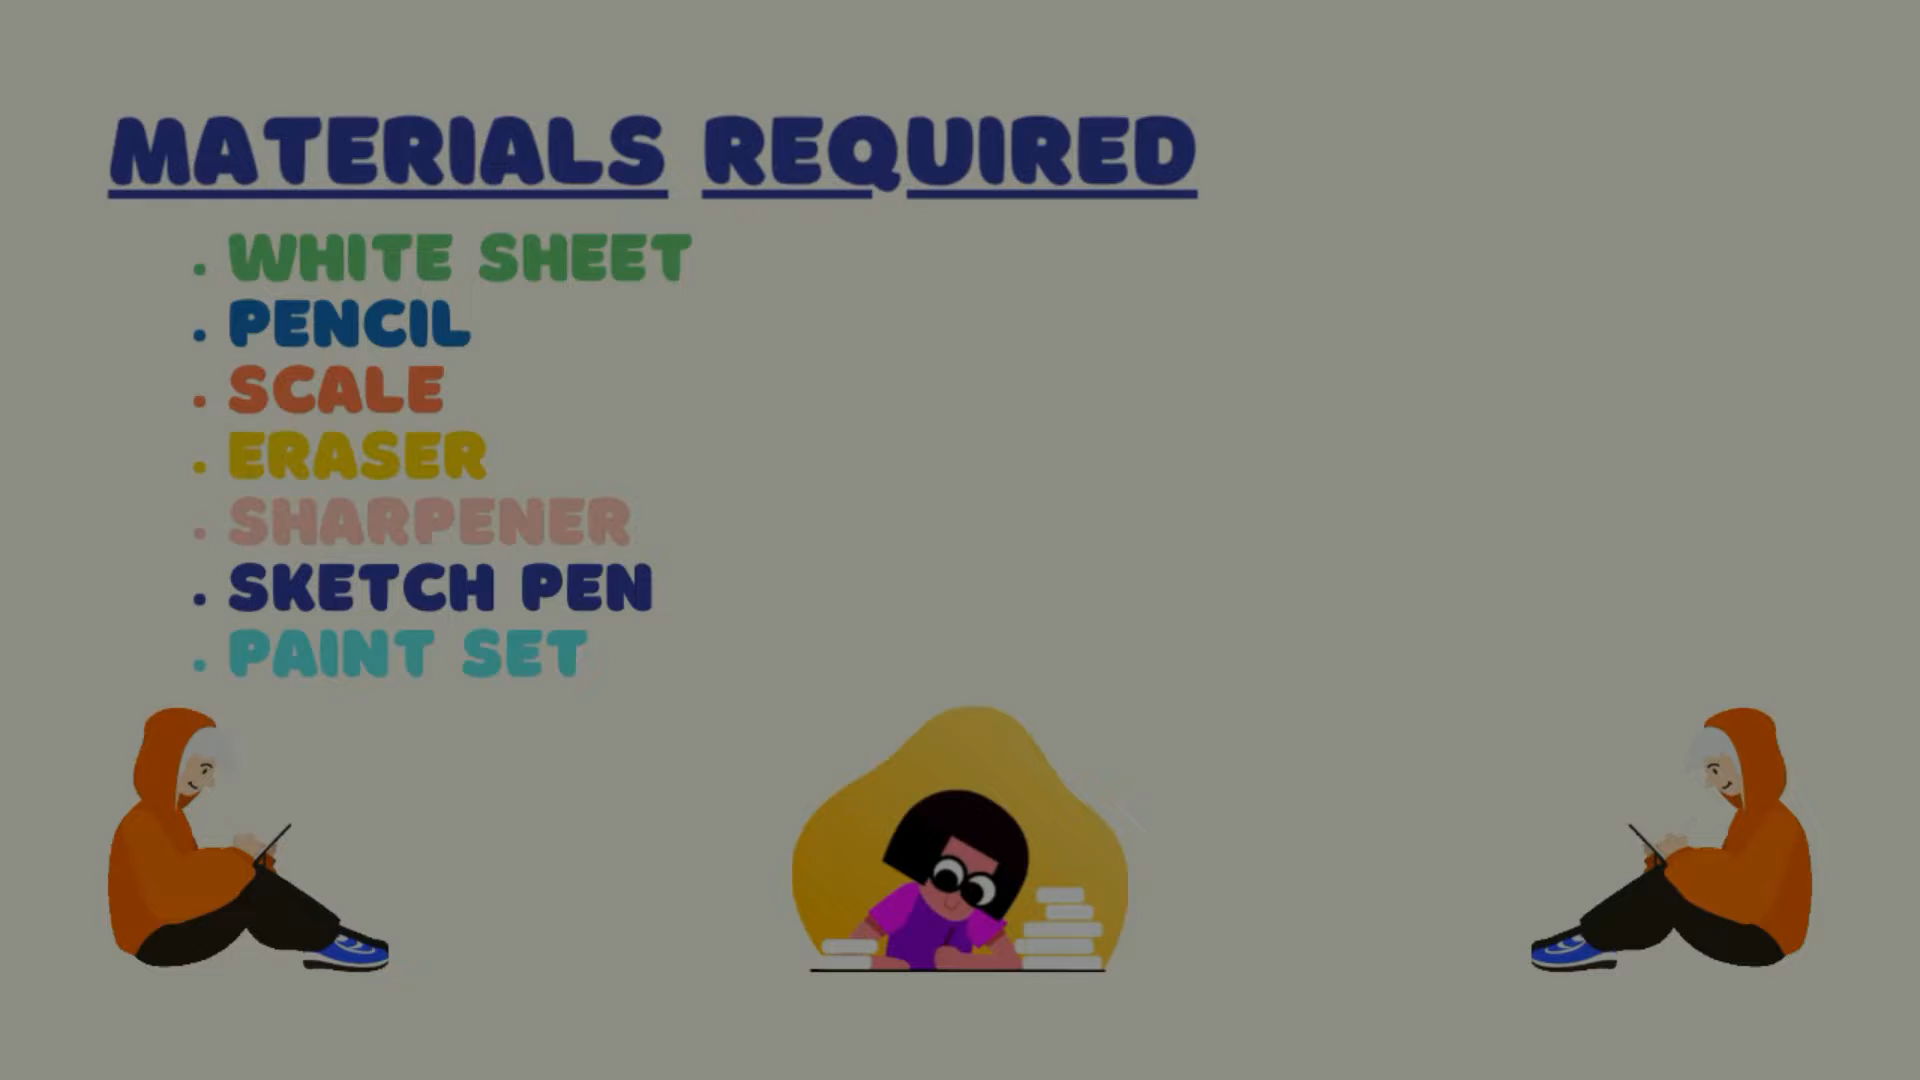 MATERIALS REQUIRED
. WHITE SHEET
. PENCIL
. SCALE
. ERASER
. SHARPENER
. SKETCH PEN
. PAINT SET